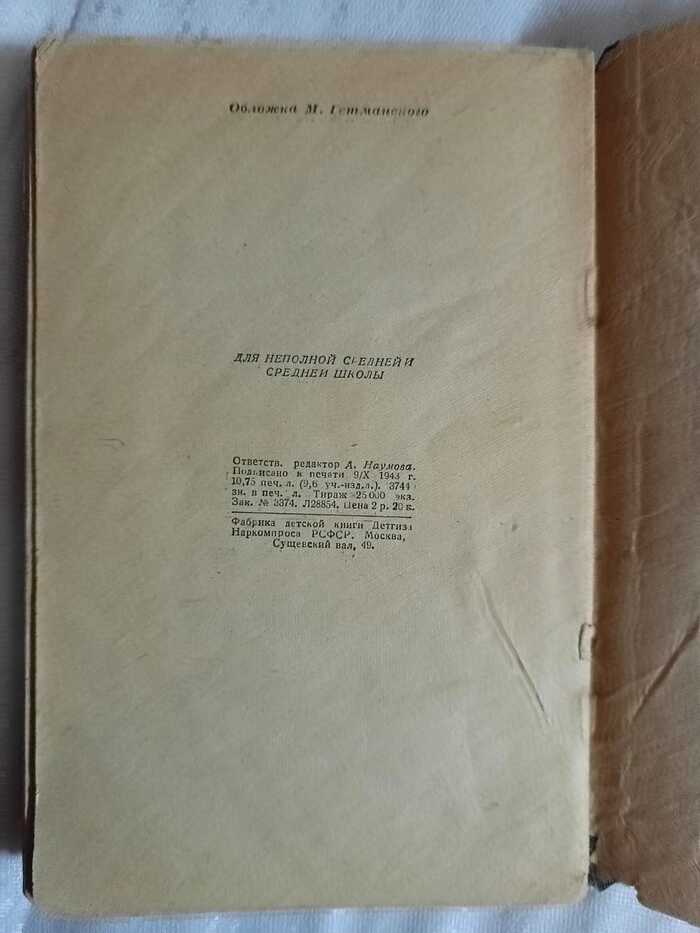 Обложка М. Гетманского
ДЛЯ НЕПОЛНОЙ СРЕДНЕЙ И
СРЕДНЕЙ ШКОЛЫ
Ответств. редактор А. Наумова.
Подписано к печати 9/X 1943 г.
10,75 печ. л. (9,6 уч.-изд.л.). 3744
зн. в печ. л. Тираж 25 000 экз.
Зак. № 3374. Л28854. Цена 2 р. 20 к.
Фабрика детской книги Детгиза
Наркомпроса РСФСР. Москва,
Сущевский вал, 49.